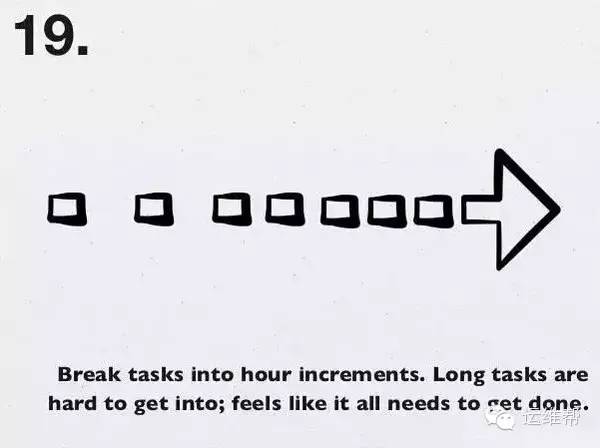 19.
Break tasks into hour increments. Long tasks are
hard to get into; feels like it all needs to get done.
运维帮